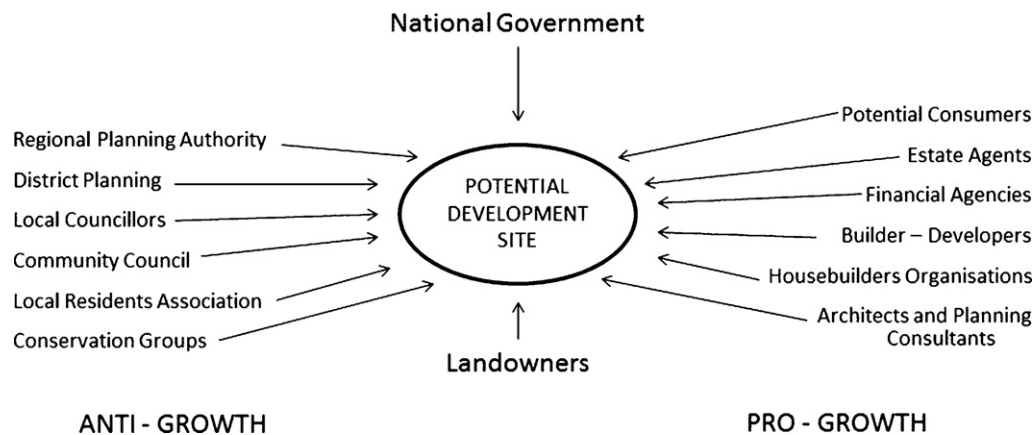 National Government
Regional Planning Authority
District Planning
Local Councillors
Community Council
Local Residents Association
Conservation Groups
POTENTIAL
DEVELOPMENT
SITE
Potential Consumers
Estate Agents
Financial Agencies
Builder – Developers
Housebuilders Organisations
Architects and Planning
Consultants
Landowners
ANTI - GROWTH
PRO - GROWTH